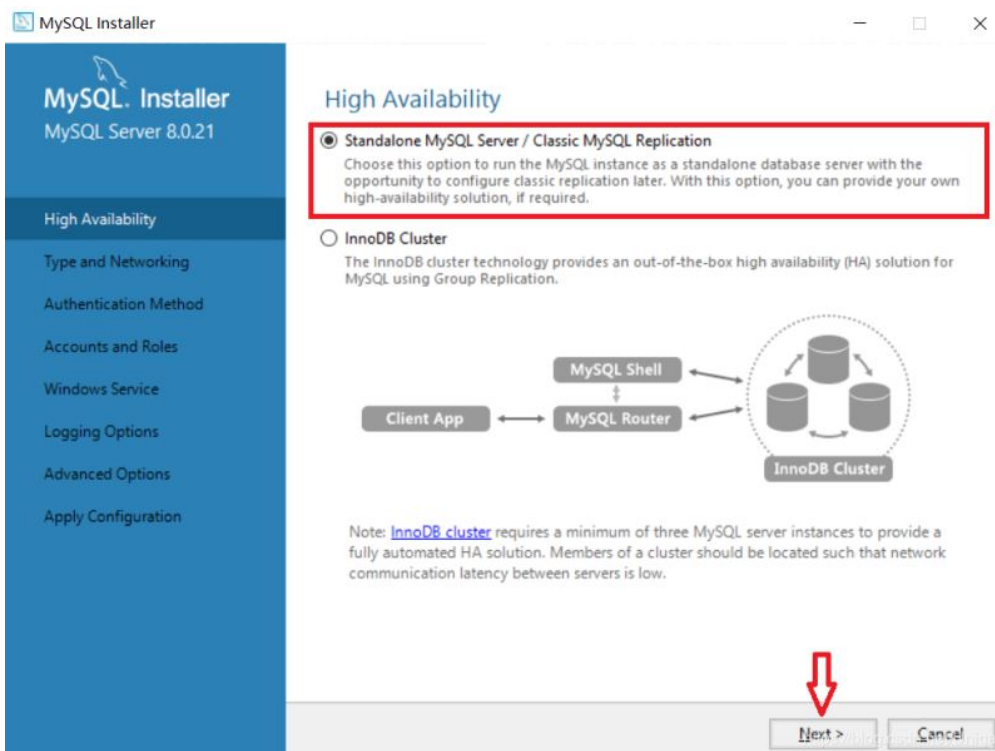 MySQL Installer
MySQL. Installer
MySQL Server 8.0.21
High Availability
Type and Networking
Authentication Method
Accounts and Roles
Windows Service
Logging Options
Advanced Options
Apply Configuration
High Availability
Standalone MySQL Server / Classic MySQL Replication
Choose this option to run the MySQL instance as a standalone database server with the
opportunity to configure classic replication later. With this option, you can provide your own
high-availability solution, if required.
InnoDB Cluster
The InnoDB cluster technology provides an out-of-the-box high availability (HA) solution for
MySQL using Group Replication.
MySQL Shell
Client App
MySQL Router
InnoDB Cluster
Note: InnoDB cluster requires a minimum of three MySQL server instances to provide a
fully automated HA solution. Members of a cluster should be located such that network
communication latency between servers is low.
Next >
Cancel